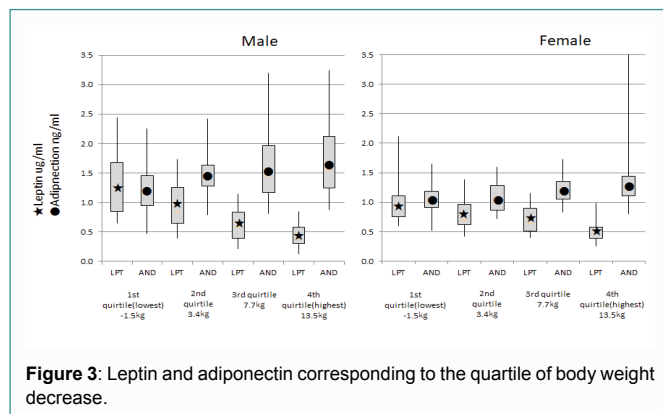 Male
Female
3.5
3.0
2.5
2.0
1.5
1.0
0.5
0.0
3.5
3.0
2.5
2.0
1.5
1.0
0.5
0.0
★Leptin ug/ml
●Adipnection ng/ml
LPT AND LPT AND LPT AND LPT AND
1st
quirtile(lowest)
-1.5kg
2nd
quirtile
3.4kg
3rd quirtile
7.7kg
4th
quirtile(highest)
13.5kg
LPT AND LPT AND LPT AND LPT AND
1st
quirtile(lowest)
-1.5kg
2nd
quirtile
3.4kg
3rd quirtile
7.7kg
4th
quirtile(highest)
13.5kg
Figure 3: Leptin and adiponectin corresponding to the quartile of body weight
decrease.